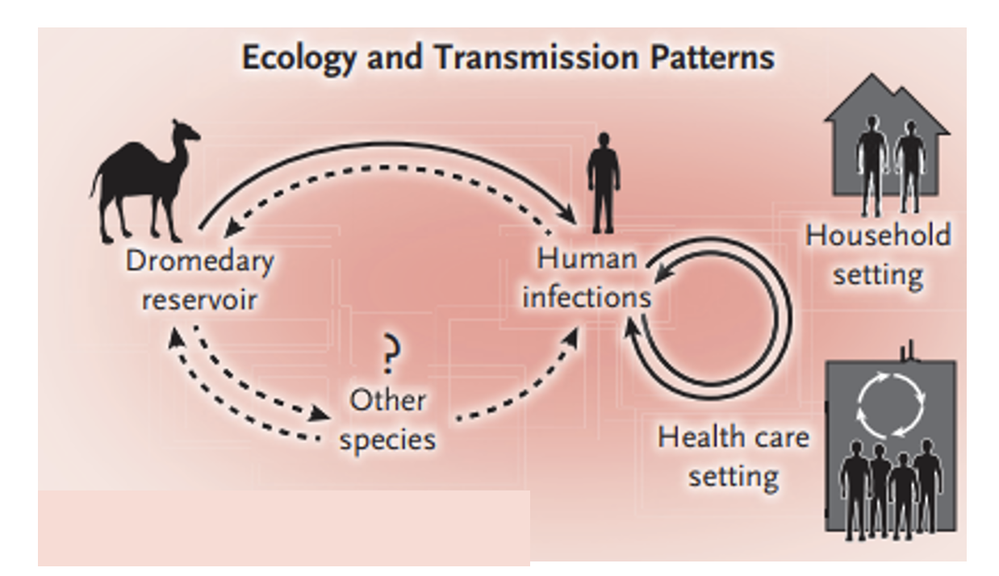 Ecology and Transmission Patterns
Dromedary
reservoir
Human
infections
Household
setting
?
Other
species
Health care
setting